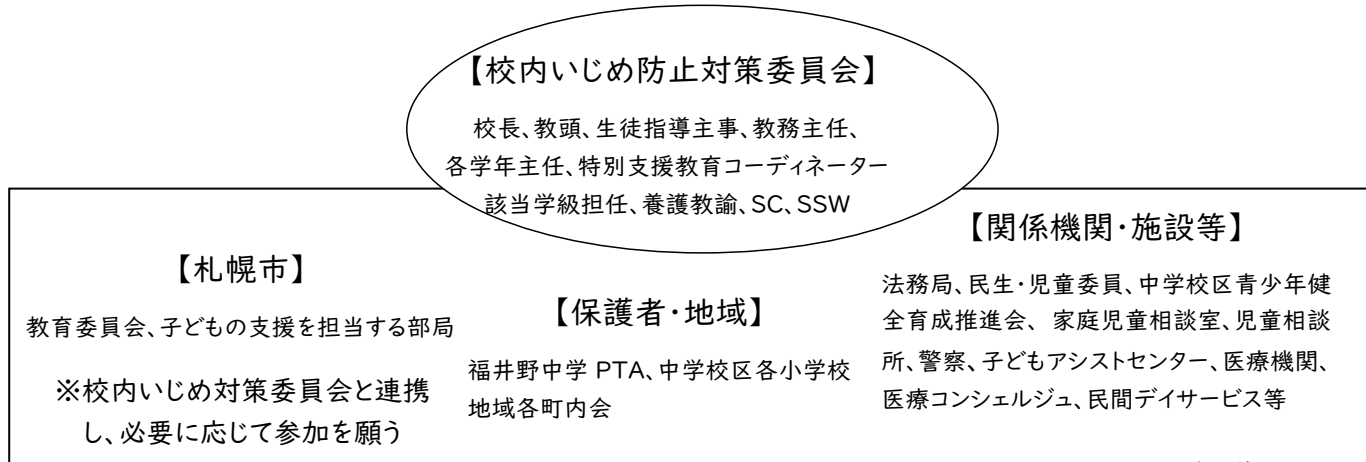 【校内いじめ防止対策委員会】
校長、教頭、生徒指導主事、教務主任、
各学年主任、特別支援教育コーディネーター
該当学級担任、養護教諭、SC、SSW
【札幌市】
教育委員会、子どもの支援を担当する部局
※校内いじめ対策委員会と連携
し、必要に応じて参加を願う
【保護者・地域】
福井野中学 PTA、中学校区各小学校
地域各町内会
【関係機関・施設等】
法務局、民生・児童委員、中学校区青少年健
全育成推進会、 家庭児童相談室、児童相談
所、警察、子どもアシストセンター、医療機関、
医療コンシェルジュ、民間デイサービス等